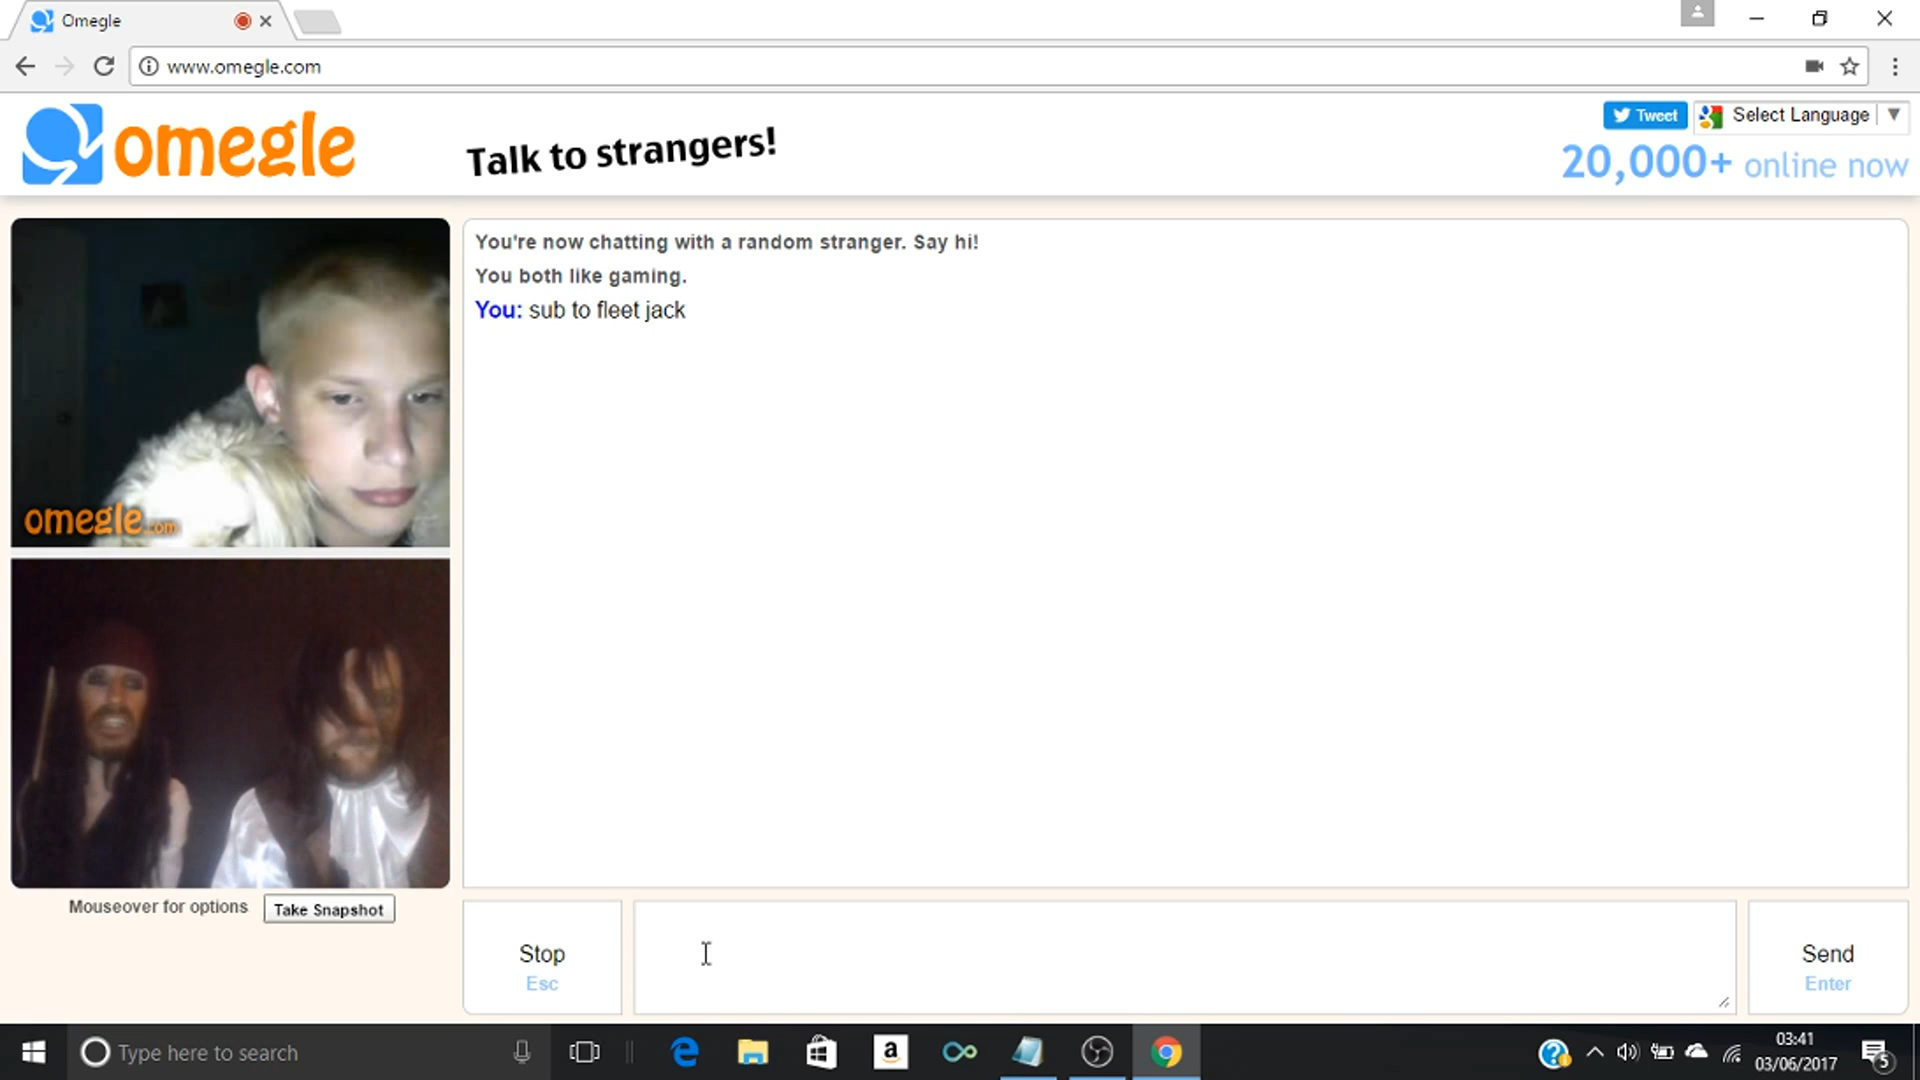 Omegle
www.omegle.com
omegle
Talk to strangers!
Tweet
Select Language
20,000+ online now
You're now chatting with a random stranger. Say hi!
You both like gaming.
You: sub to fleet jack
omegle.com
Mouseover for options
Take Snapshot
Stop
Esc
Send
Enter
Type here to search
a
03:41
03/06/2017
5